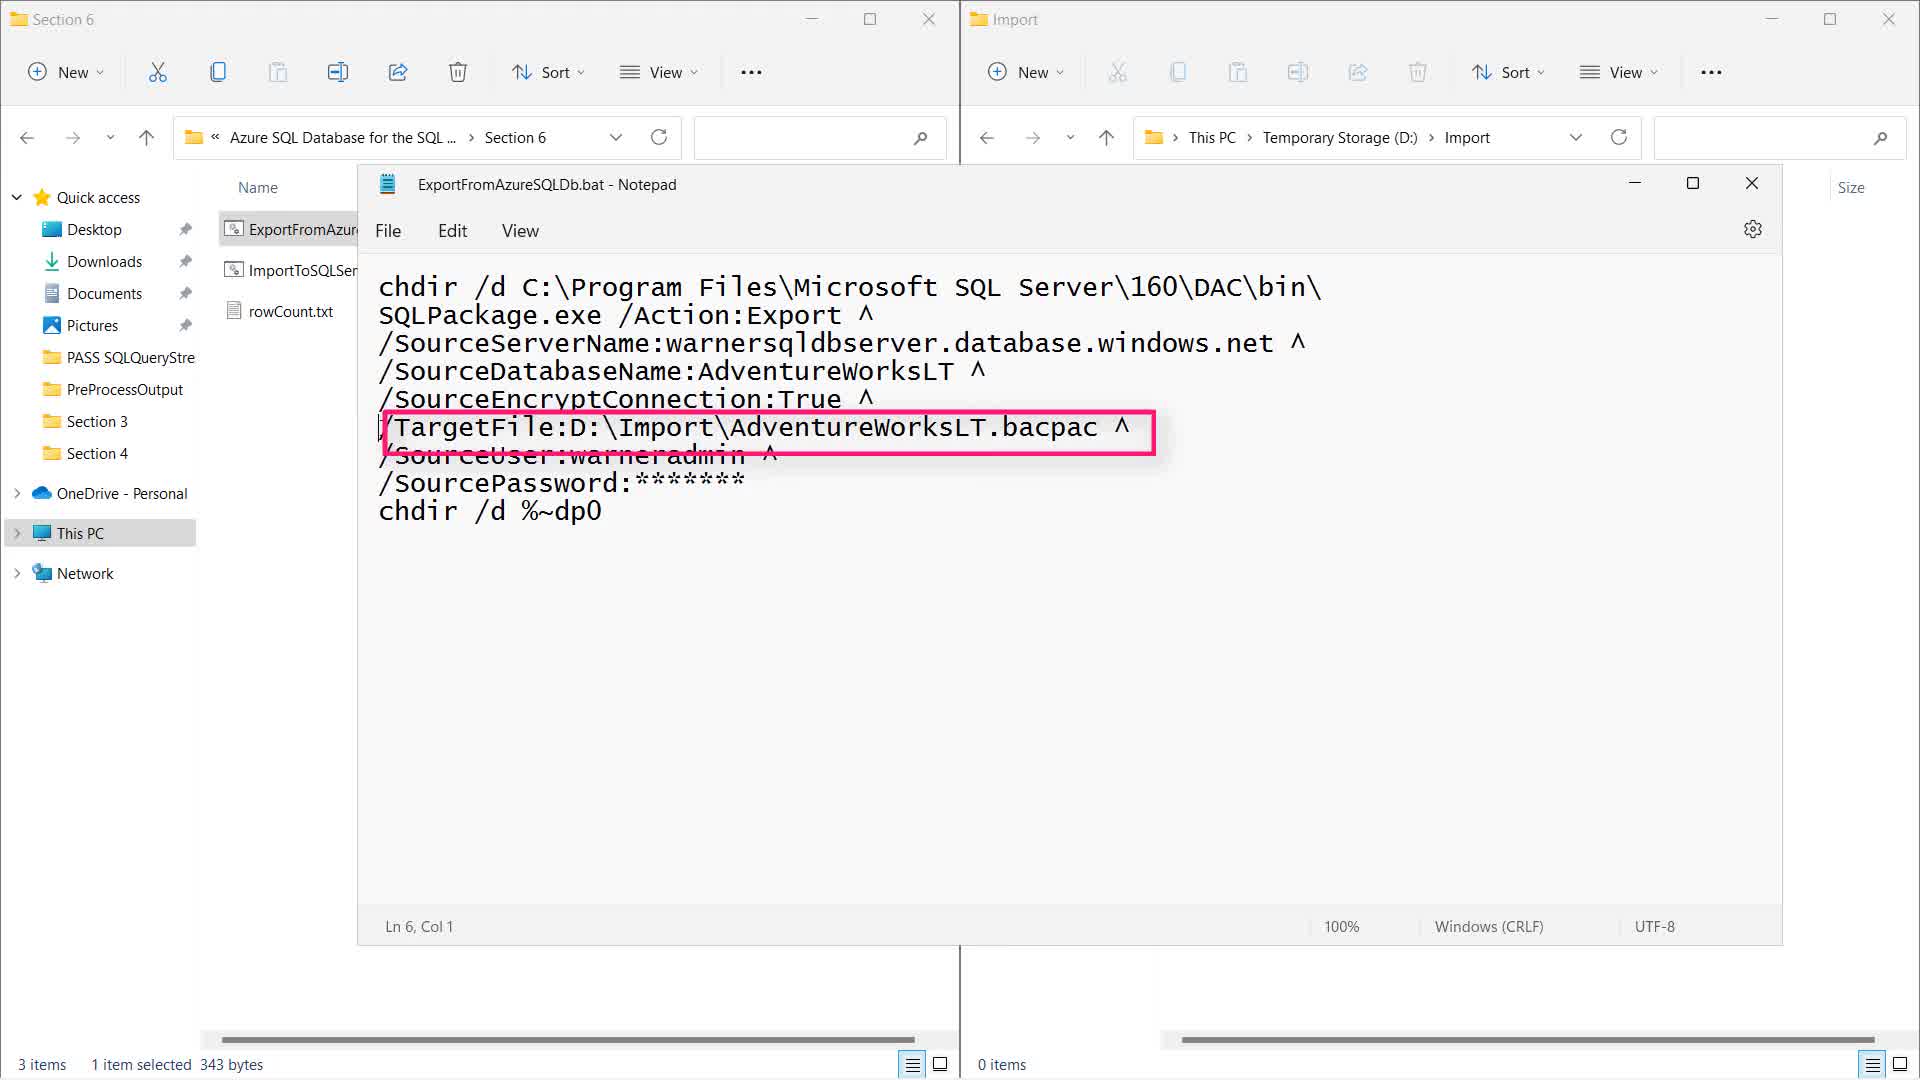 Section 6
Import
New
Sort
View
New
Sort
View
« Azure SQL Database for the SQL ... › Section 6
› This PC › Temporary Storage (D:) › Import
Quick access
Desktop
Downloads
Documents
Pictures
PASS SQLQueryStre
PreProcessOutput
Section 3
Section 4
OneDrive - Personal
This PC
Network
Name
ExportFromAzure
ImportToSQLSer
rowCount.txt
Size
ExportFromAzureSQLDb.bat - Notepad
File Edit View
chdir /d C:\Program Files\Microsoft SQL Server\160\DAC\bin\
SQLPackage.exe /Action:Export ^
/SourceServerName:warnersqldbserver.database.windows.net ^
/SourceDatabaseName:AdventureWorksLT ^
/SourceEncryptConnection:True ^
/TargetFile:D:\Import\AdventureWorksLT.bacpac ^
/SourceUser:warneradmin ^
/SourcePassword:*******
chdir /d %~dp0
Ln 6, Col 1 100% Windows (CRLF) UTF-8
3 items 1 item selected 343 bytes
0 items